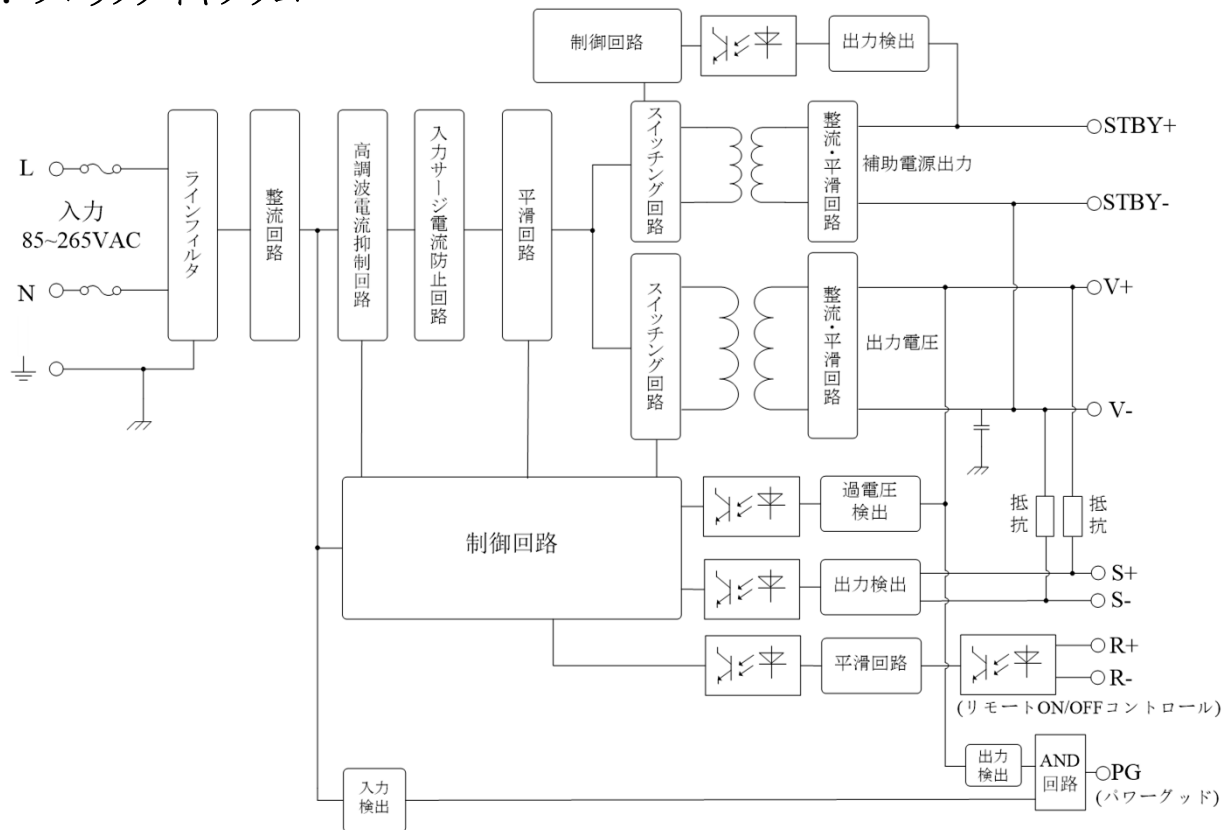 制御回路
出力検出
スイッチング回路
整流・平滑回路
STBY+
補助電源出力
STBY-
L
入力
85~265VAC
N
ラインフィルタ
整流回路
高調波電流抑制回路
入力サージ電流防止回路
平滑回路
スイッチング回路
整流・平滑回路
V+
出力電圧
V-
制御回路
過電圧
検出
抵抗
抵抗
出力検出
S+
S-
平滑回路
R+
R-
(リモートON/OFFコントロール)
入力
検出
出力
検出
AND
回路
PG
(パワーグッド)